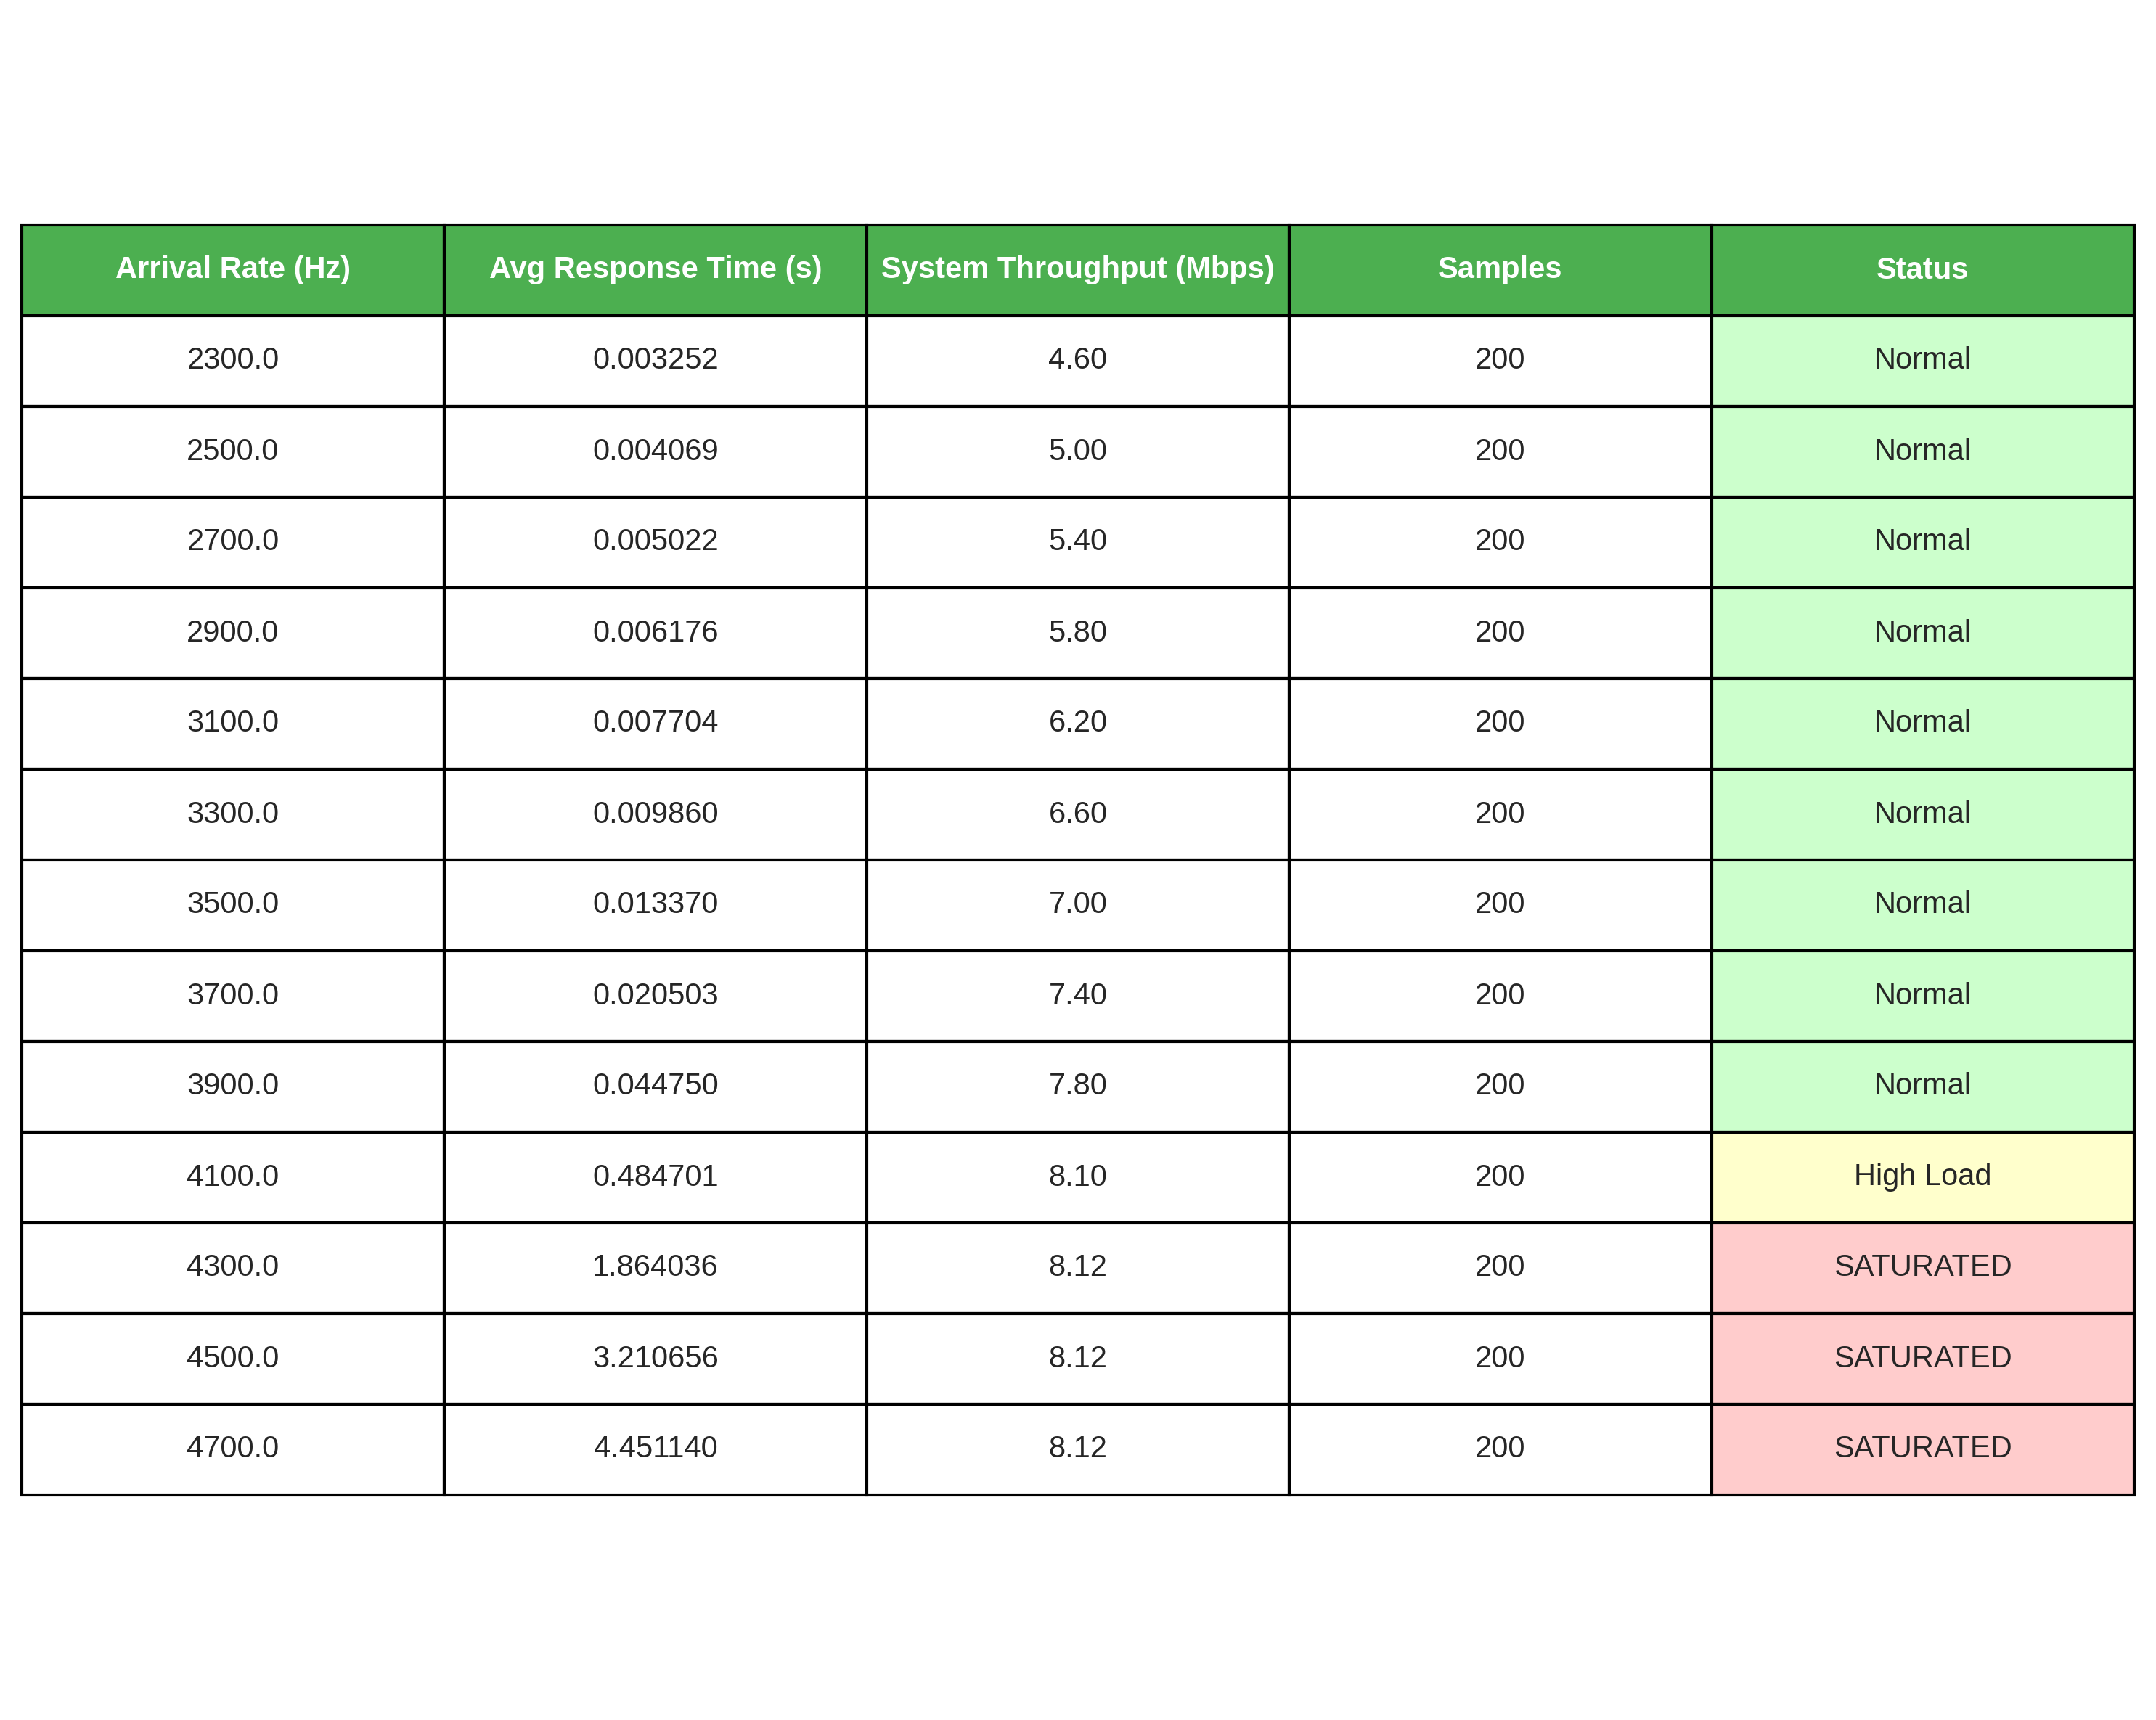 Arrival Rate (Hz) Avg Response Time (s) System Throughput (Mbps) Samples Status
2300.0 0.003252 4.60 200 Normal
2500.0 0.004069 5.00 200 Normal
2700.0 0.005022 5.40 200 Normal
2900.0 0.006176 5.80 200 Normal
3100.0 0.007704 6.20 200 Normal
3300.0 0.009860 6.60 200 Normal
3500.0 0.013370 7.00 200 Normal
3700.0 0.020503 7.40 200 Normal
3900.0 0.044750 7.80 200 Normal
4100.0 0.484701 8.10 200 High Load
4300.0 1.864036 8.12 200 SATURATED
4500.0 3.210656 8.12 200 SATURATED
4700.0 4.451140 8.12 200 SATURATED